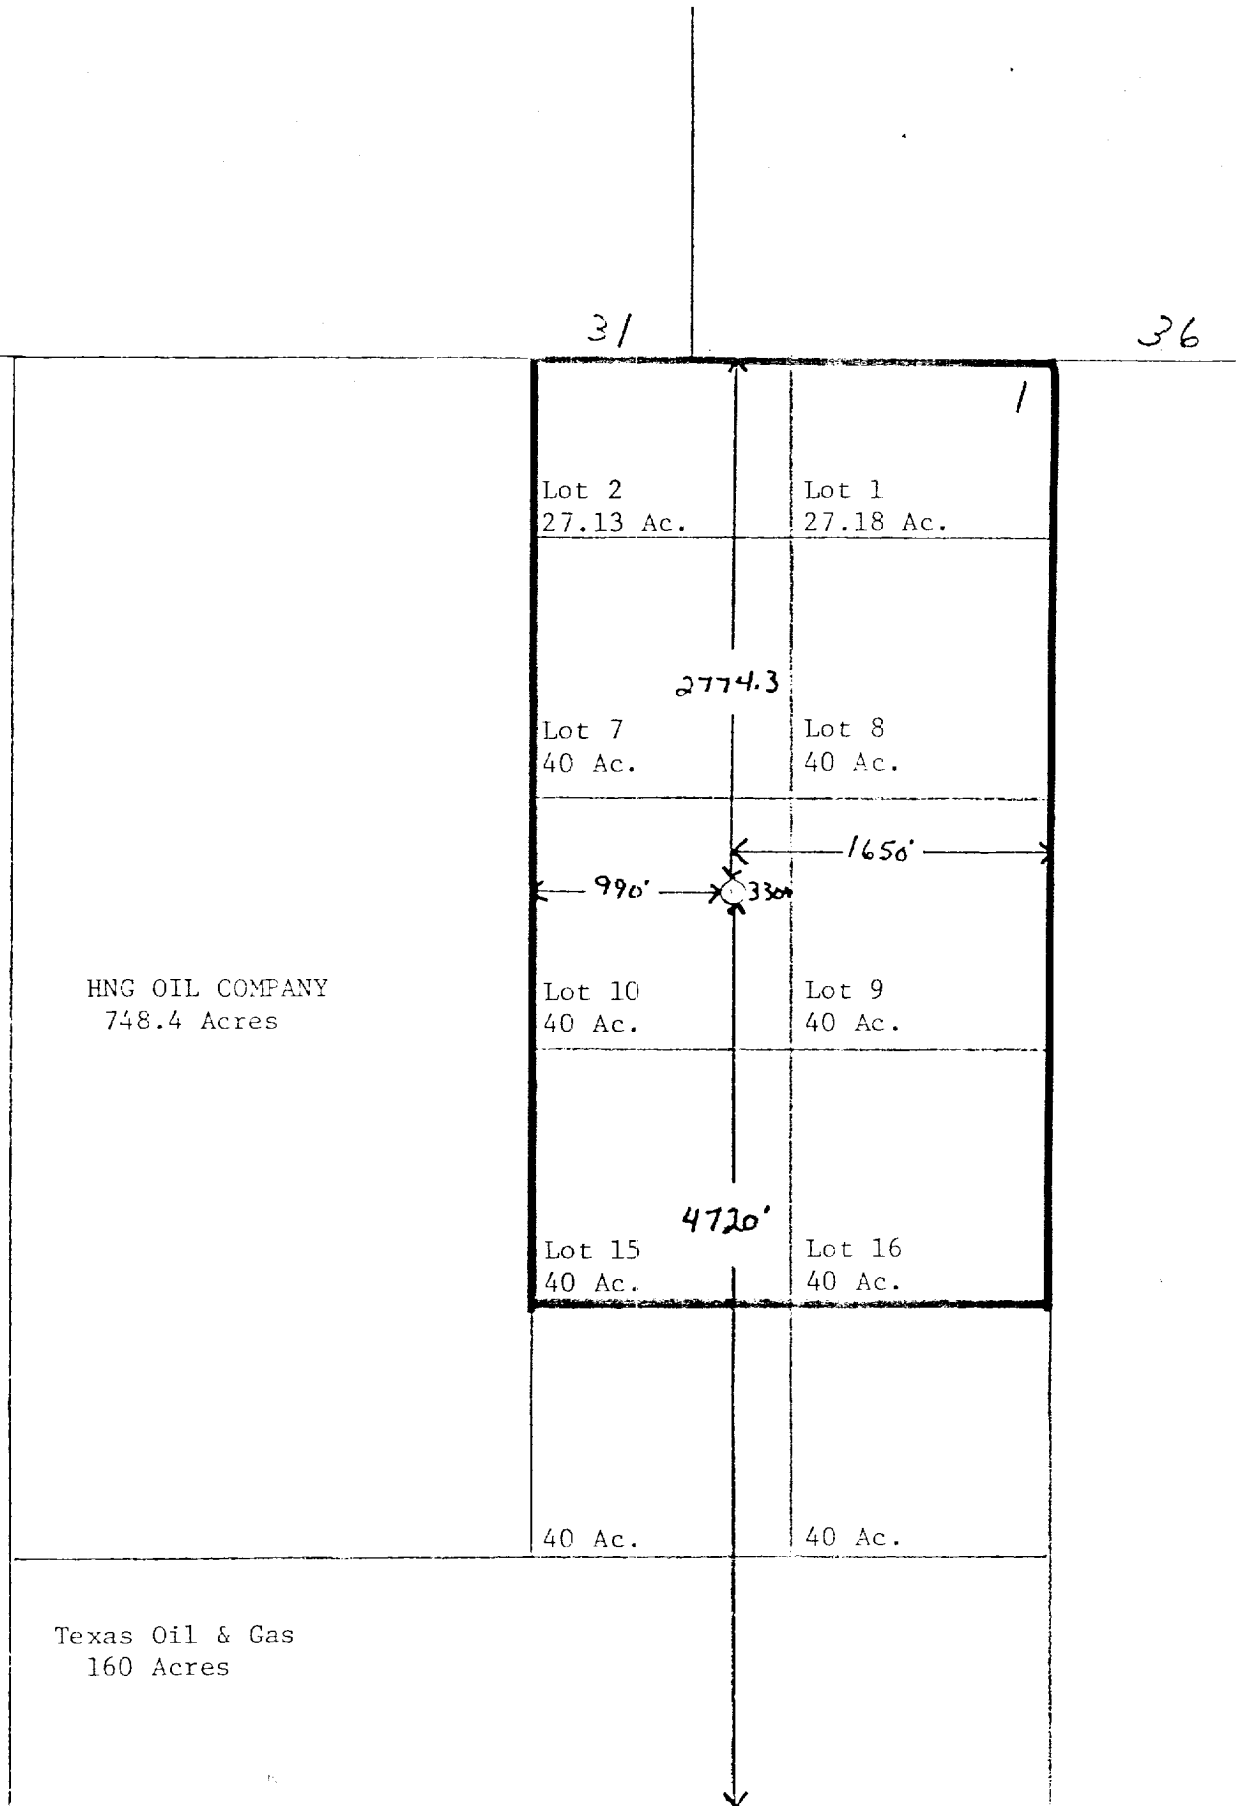 31
36
1
Lot 2
27.13 Ac.
Lot 1
27.18 Ac.
2774.3
Lot 7
40 Ac.
Lot 8
40 Ac.
1650'
990'
330'
HNG OIL COMPANY
748.4 Acres
Lot 10
40 Ac.
Lot 9
40 Ac.
4720'
Lot 15
40 Ac.
Lot 16
40 Ac.
40 Ac.
40 Ac.
Texas Oil & Gas
160 Acres